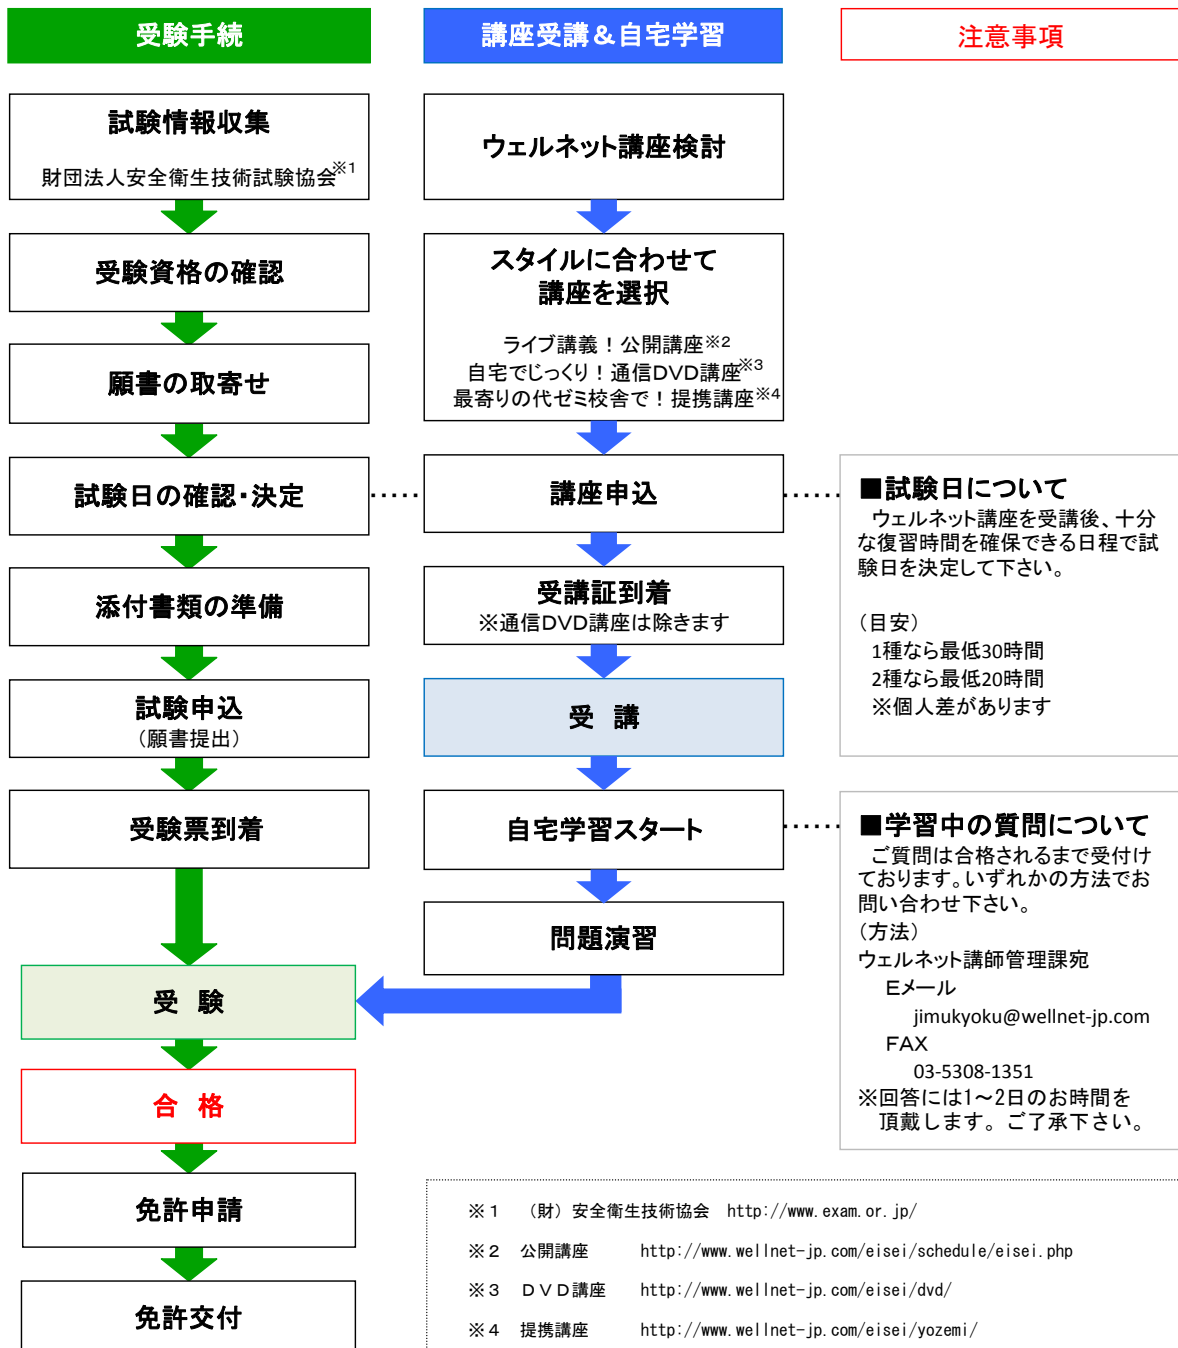 受験手続
試験情報収集
財団法人安全衛生技術試験協会※1
受験資格の確認
願書の取寄せ
試験日の確認・決定
添付書類の準備
試験申込
（願書提出）
受験票到着
受 験
合 格
免許申請
免許交付
講座受講＆自宅学習
ウェルネット講座検討
スタイルに合わせて
講座を選択
ライブ講義！公開講座※2
自宅でじっくり！通信DVD講座※3
最寄りの代ゼミ校舎で！提携講座※4
講座申込
受講証到着
※通信DVD講座は除きます
受 講
自宅学習スタート
問題演習
注意事項
■試験日について
ウェルネット講座を受講後、十分
な復習時間を確保できる日程で試
験日を決定して下さい。
（目安）
1種なら最低30時間
2種なら最低20時間
※個人差があります
■学習中の質問について
ご質問は合格されるまで受付け
ております。いずれかの方法でお
問い合わせ下さい。
（方法）
ウェルネット講師管理課宛
Eメール
jimukyoku@wellnet-jp.com
FAX
03-5308-1351
※回答には1～2日のお時間を
頂戴します。ご了承下さい。
※１ （財）安全衛生技術協会 http://www.exam.or.jp/
※２ 公開講座 http://www.wellnet-jp.com/eisei/schedule/eisei.php
※３ ＤＶＤ講座 http://www.wellnet-jp.com/eisei/dvd/
※４ 提携講座 http://www.wellnet-jp.com/eisei/yozemi/